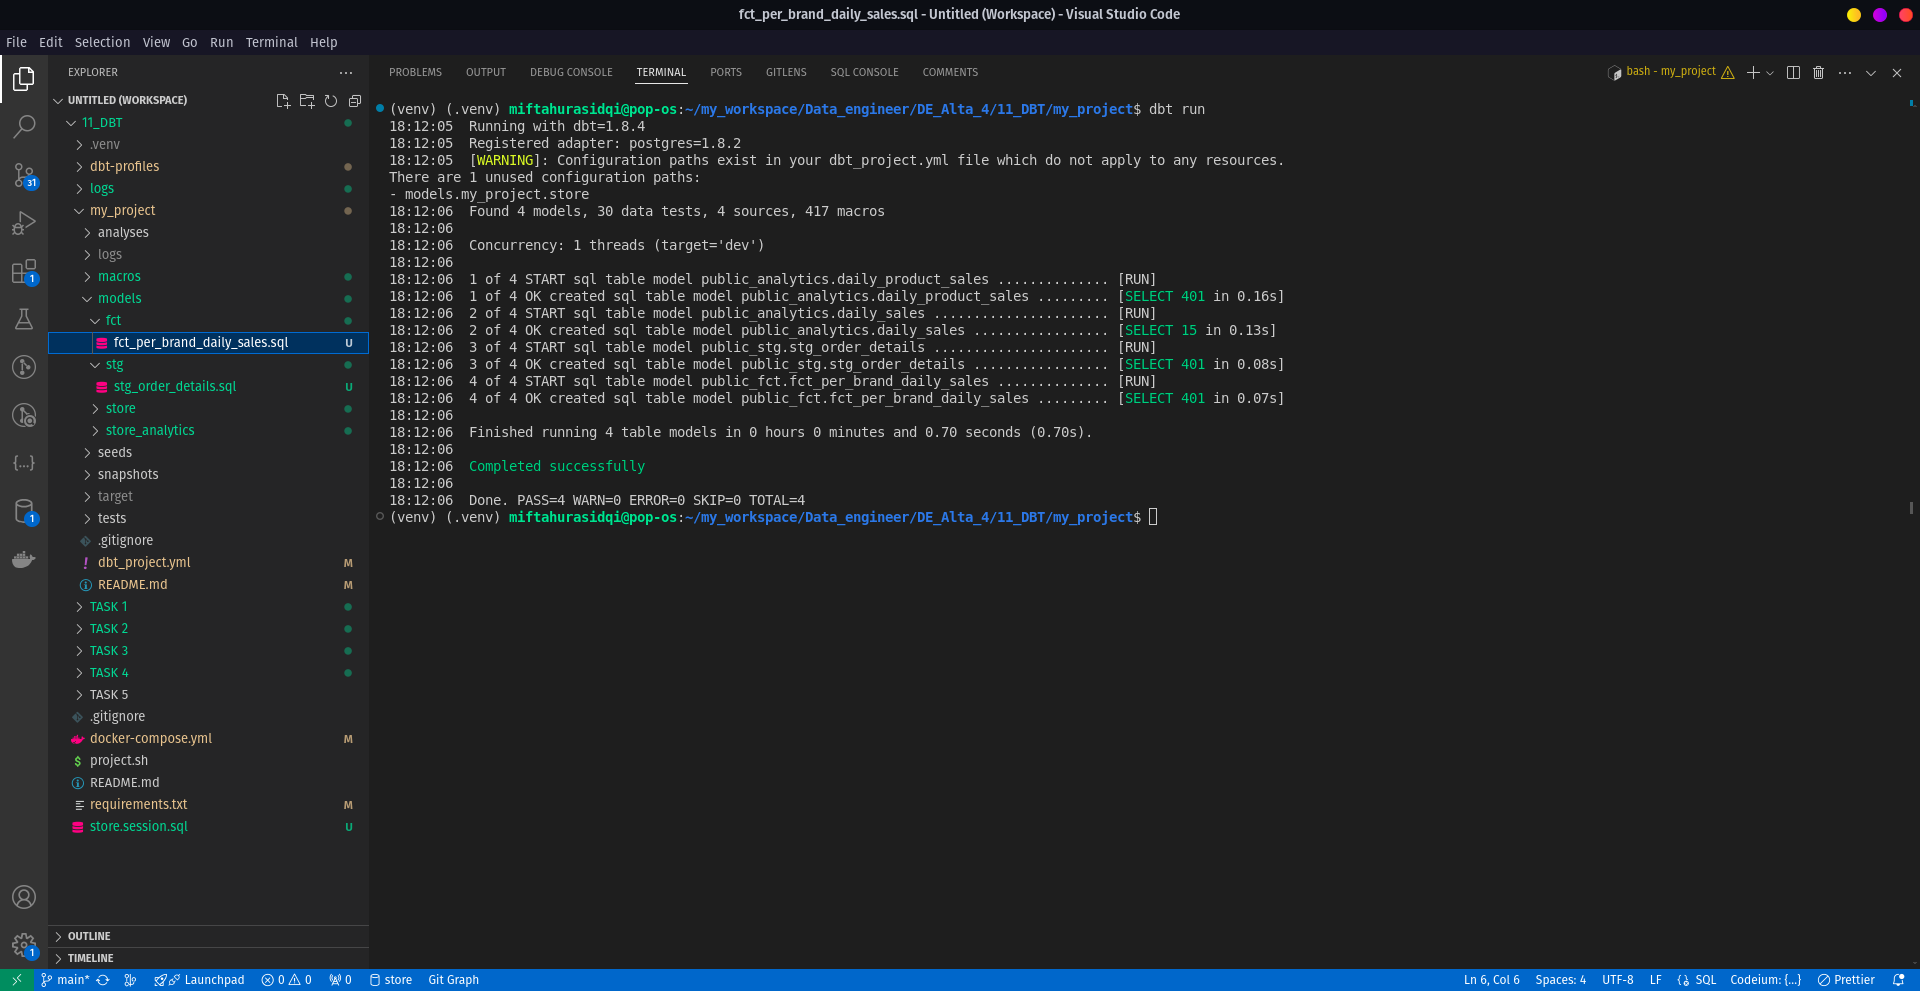 fct_per_brand_daily_sales.sql - Untitled (Workspace) - Visual Studio Code
File Edit Selection View Go Run Terminal Help
EXPLORER
UNTITLED (WORKSPACE)
11_DBT
.venv
dbt-profiles
logs
my_project
analyses
logs
macros
models
fct
fct_per_brand_daily_sales.sql U
stg
stg_order_details.sql U
store
store_analytics
seeds
snapshots
target
tests
.gitignore
dbt_project.yml M
README.md M
TASK 1
TASK 2
TASK 3
TASK 4
TASK 5
.gitignore
docker-compose.yml M
project.sh
README.md
requirements.txt M
store.session.sql U
OUTLINE
TIMELINE
31
1
1
1
PROBLEMS OUTPUT DEBUG CONSOLE TERMINAL PORTS GITLENS SQL CONSOLE COMMENTS
bash - my_project
(venv) (.venv) miftahurasidqi@pop-os:~/my_workspace/Data_engineer/DE_Alta_4/11_DBT/my_project$ dbt run
18:12:05  Running with dbt=1.8.4
18:12:05  Registered adapter: postgres=1.8.2
18:12:05  [WARNING]: Configuration paths exist in your dbt_project.yml file which do not apply to any resources.
There are 1 unused configuration paths:
- models.my_project.store
18:12:06  Found 4 models, 30 data tests, 4 sources, 417 macros
18:12:06
18:12:06  Concurrency: 1 threads (target='dev')
18:12:06
18:12:06  1 of 4 START sql table model public_analytics.daily_product_sales .............. [RUN]
18:12:06  1 of 4 OK created sql table model public_analytics.daily_product_sales ......... [SELECT 401 in 0.16s]
18:12:06  2 of 4 START sql table model public_analytics.daily_sales ...................... [RUN]
18:12:06  2 of 4 OK created sql table model public_analytics.daily_sales ................. [SELECT 15 in 0.13s]
18:12:06  3 of 4 START sql table model public_stg.stg_order_details ...................... [RUN]
18:12:06  3 of 4 OK created sql table model public_stg.stg_order_details ................. [SELECT 401 in 0.08s]
18:12:06  4 of 4 START sql table model public_fct.fct_per_brand_daily_sales .............. [RUN]
18:12:06  4 of 4 OK created sql table model public_fct.fct_per_brand_daily_sales ......... [SELECT 401 in 0.07s]
18:12:06
18:12:06  Finished running 4 table models in 0 hours 0 minutes and 0.70 seconds (0.70s).
18:12:06
18:12:06  Completed successfully
18:12:06
18:12:06  Done. PASS=4 WARN=0 ERROR=0 SKIP=0 TOTAL=4
(venv) (.venv) miftahurasidqi@pop-os:~/my_workspace/Data_engineer/DE_Alta_4/11_DBT/my_project$
main* Launchpad 0 0 0 store Git Graph Ln 6, Col 6 Spaces: 4 UTF-8 LF SQL Codeium: {...} Prettier